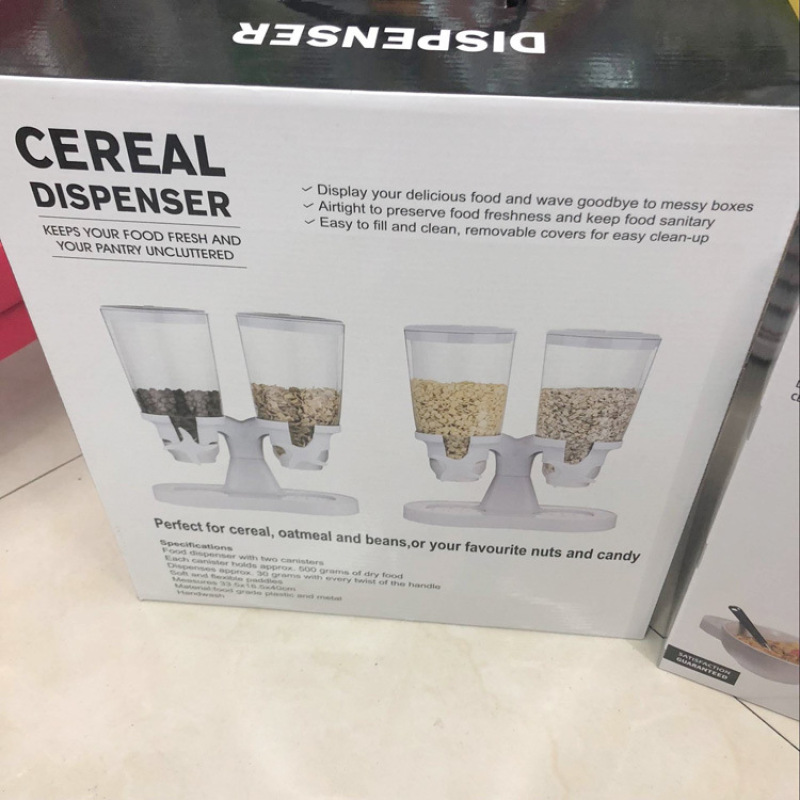 DISPENSER
CEREAL
DISPENSER
KEEPS YOUR FOOD FRESH AND
YOUR PANTRY UNCLUTTERED
Display your delicious food and wave goodbye to messy boxes
Airtight to preserve food freshness and keep food sanitary
Easy to fill and clean, removable covers for easy clean-up
Perfect for cereal, oatmeal and beans,or your favourite nuts and candy
Specifications
Food dispenser with two canisters
Each canister holds approx. 500 grams of dry food
Dispenses approx. 30 grams with every twist of the handle
Soft and flexible paddles
Measures
Material:food grade plastic and metal
Handwash
SATISFACTION
GUARANTEED